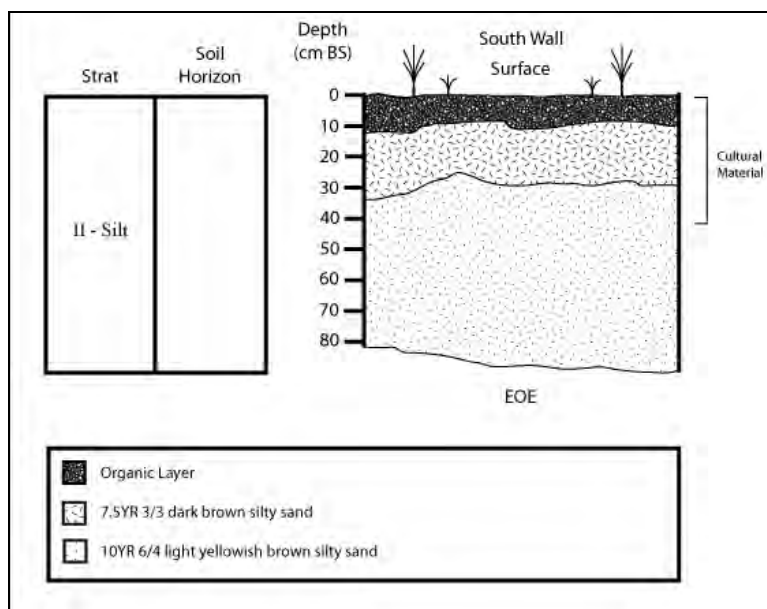 Strat
Soil
Horizon
Depth
(cm BS)
South Wall
Surface
0
10
20
30
40
50
60
70
80
II - Silt
Cultural
Material
EOE
Organic Layer
7.5YR 3/3 dark brown silty sand
10YR 6/4 light yellowish brown silty sand